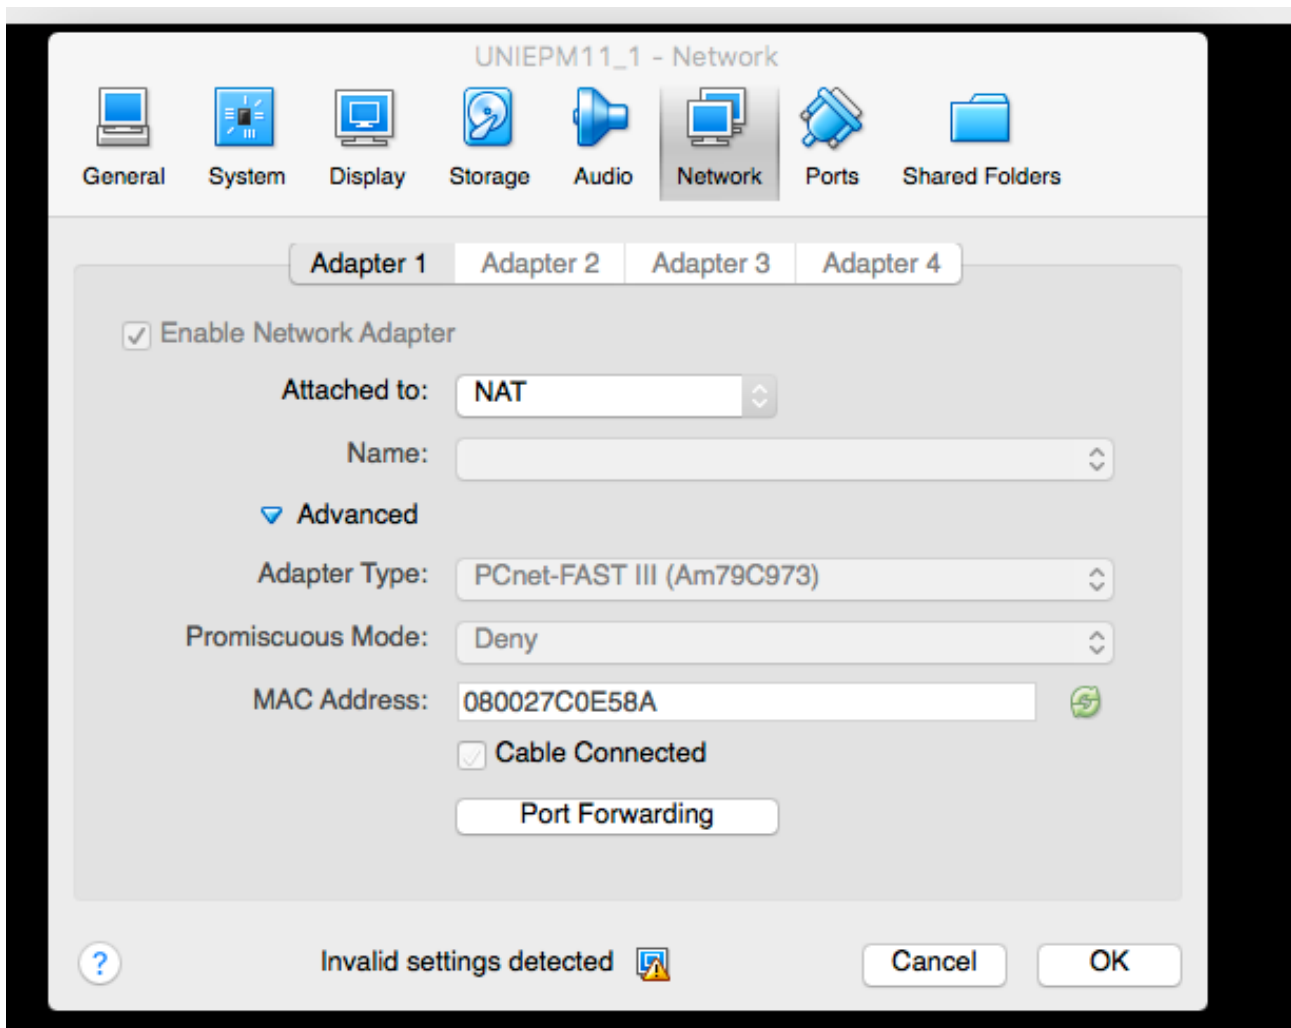 UNIEPM11_1 - Network
General System Display Storage Audio Network Ports Shared Folders
Adapter 1 Adapter 2 Adapter 3 Adapter 4
Enable Network Adapter
Attached to: NAT
Name:
Advanced
Adapter Type: PCnet-FAST III (Am79C973)
Promiscuous Mode: Deny
MAC Address: 080027C0E58A
Cable Connected
Port Forwarding
? Invalid settings detected Cancel OK